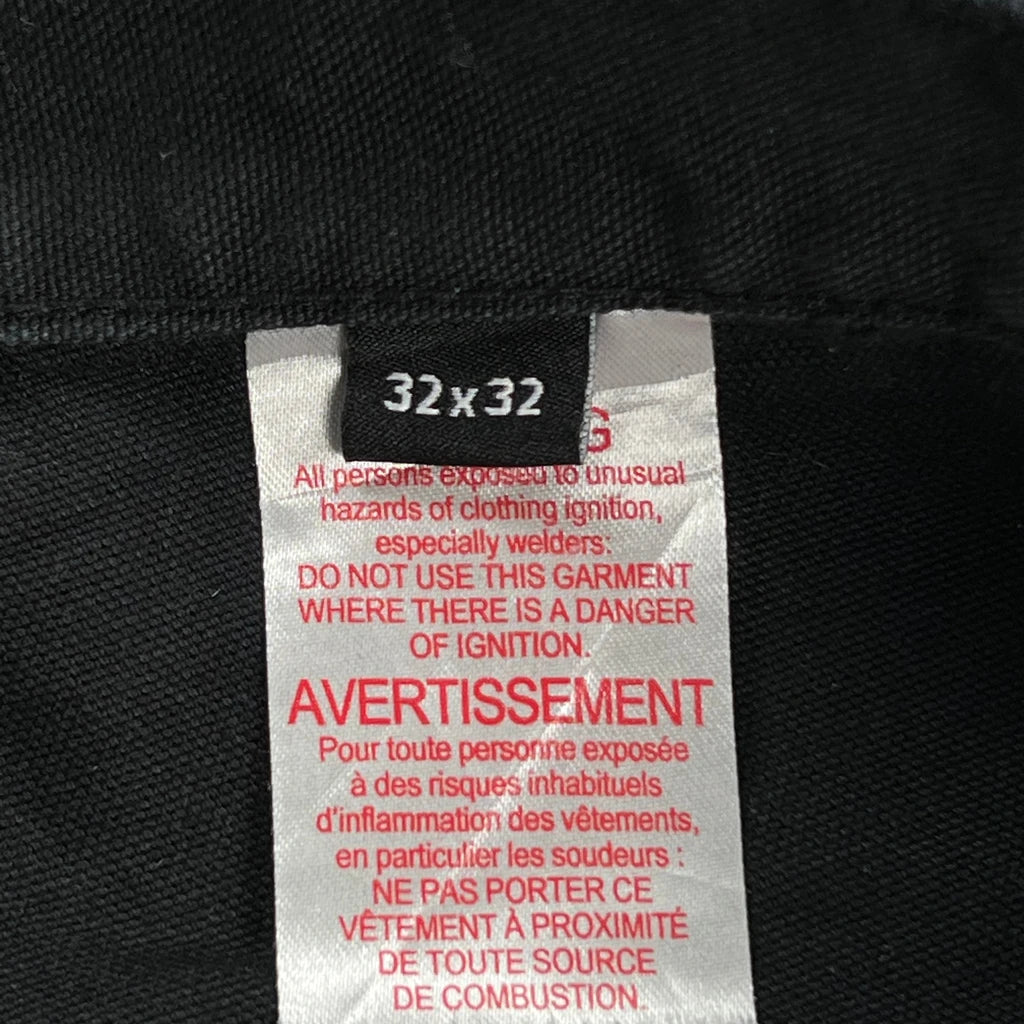 32x32
G
All persons exposed to unusual
hazards of clothing ignition,
especially welders:
DO NOT USE THIS GARMENT
WHERE THERE IS A DANGER
OF IGNITION.
AVERTISSEMENT
Pour toute personne exposée
à des risques inhabituels
d'inflammation des vêtements,
en particulier les soudeurs :
NE PAS PORTER CE
VÊTEMENT À PROXIMITÉ
DE TOUTE SOURCE
DE COMBUSTION.